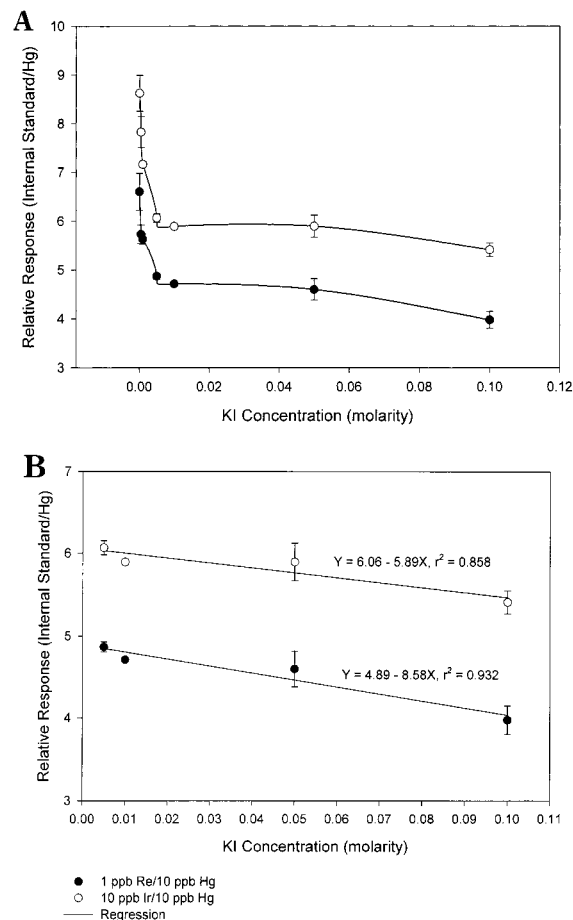 A
10
9
8
7
6
5
4
3
Relative Response (Internal Standard/Hg)
0.00 0.02 0.04 0.06 0.08 0.10 0.12
KI Concentration (molarity)
B
7
6
5
4
3
Relative Response (Internal Standard/Hg)
Y = 6.06 - 5.89X, r² = 0.858
Y = 4.89 - 8.58X, r² = 0.932
0.00 0.01 0.02 0.03 0.04 0.05 0.06 0.07 0.08 0.09 0.10 0.11
KI Concentration (molarity)
1 ppb Re/10 ppb Hg
10 ppb Ir/10 ppb Hg
Regression